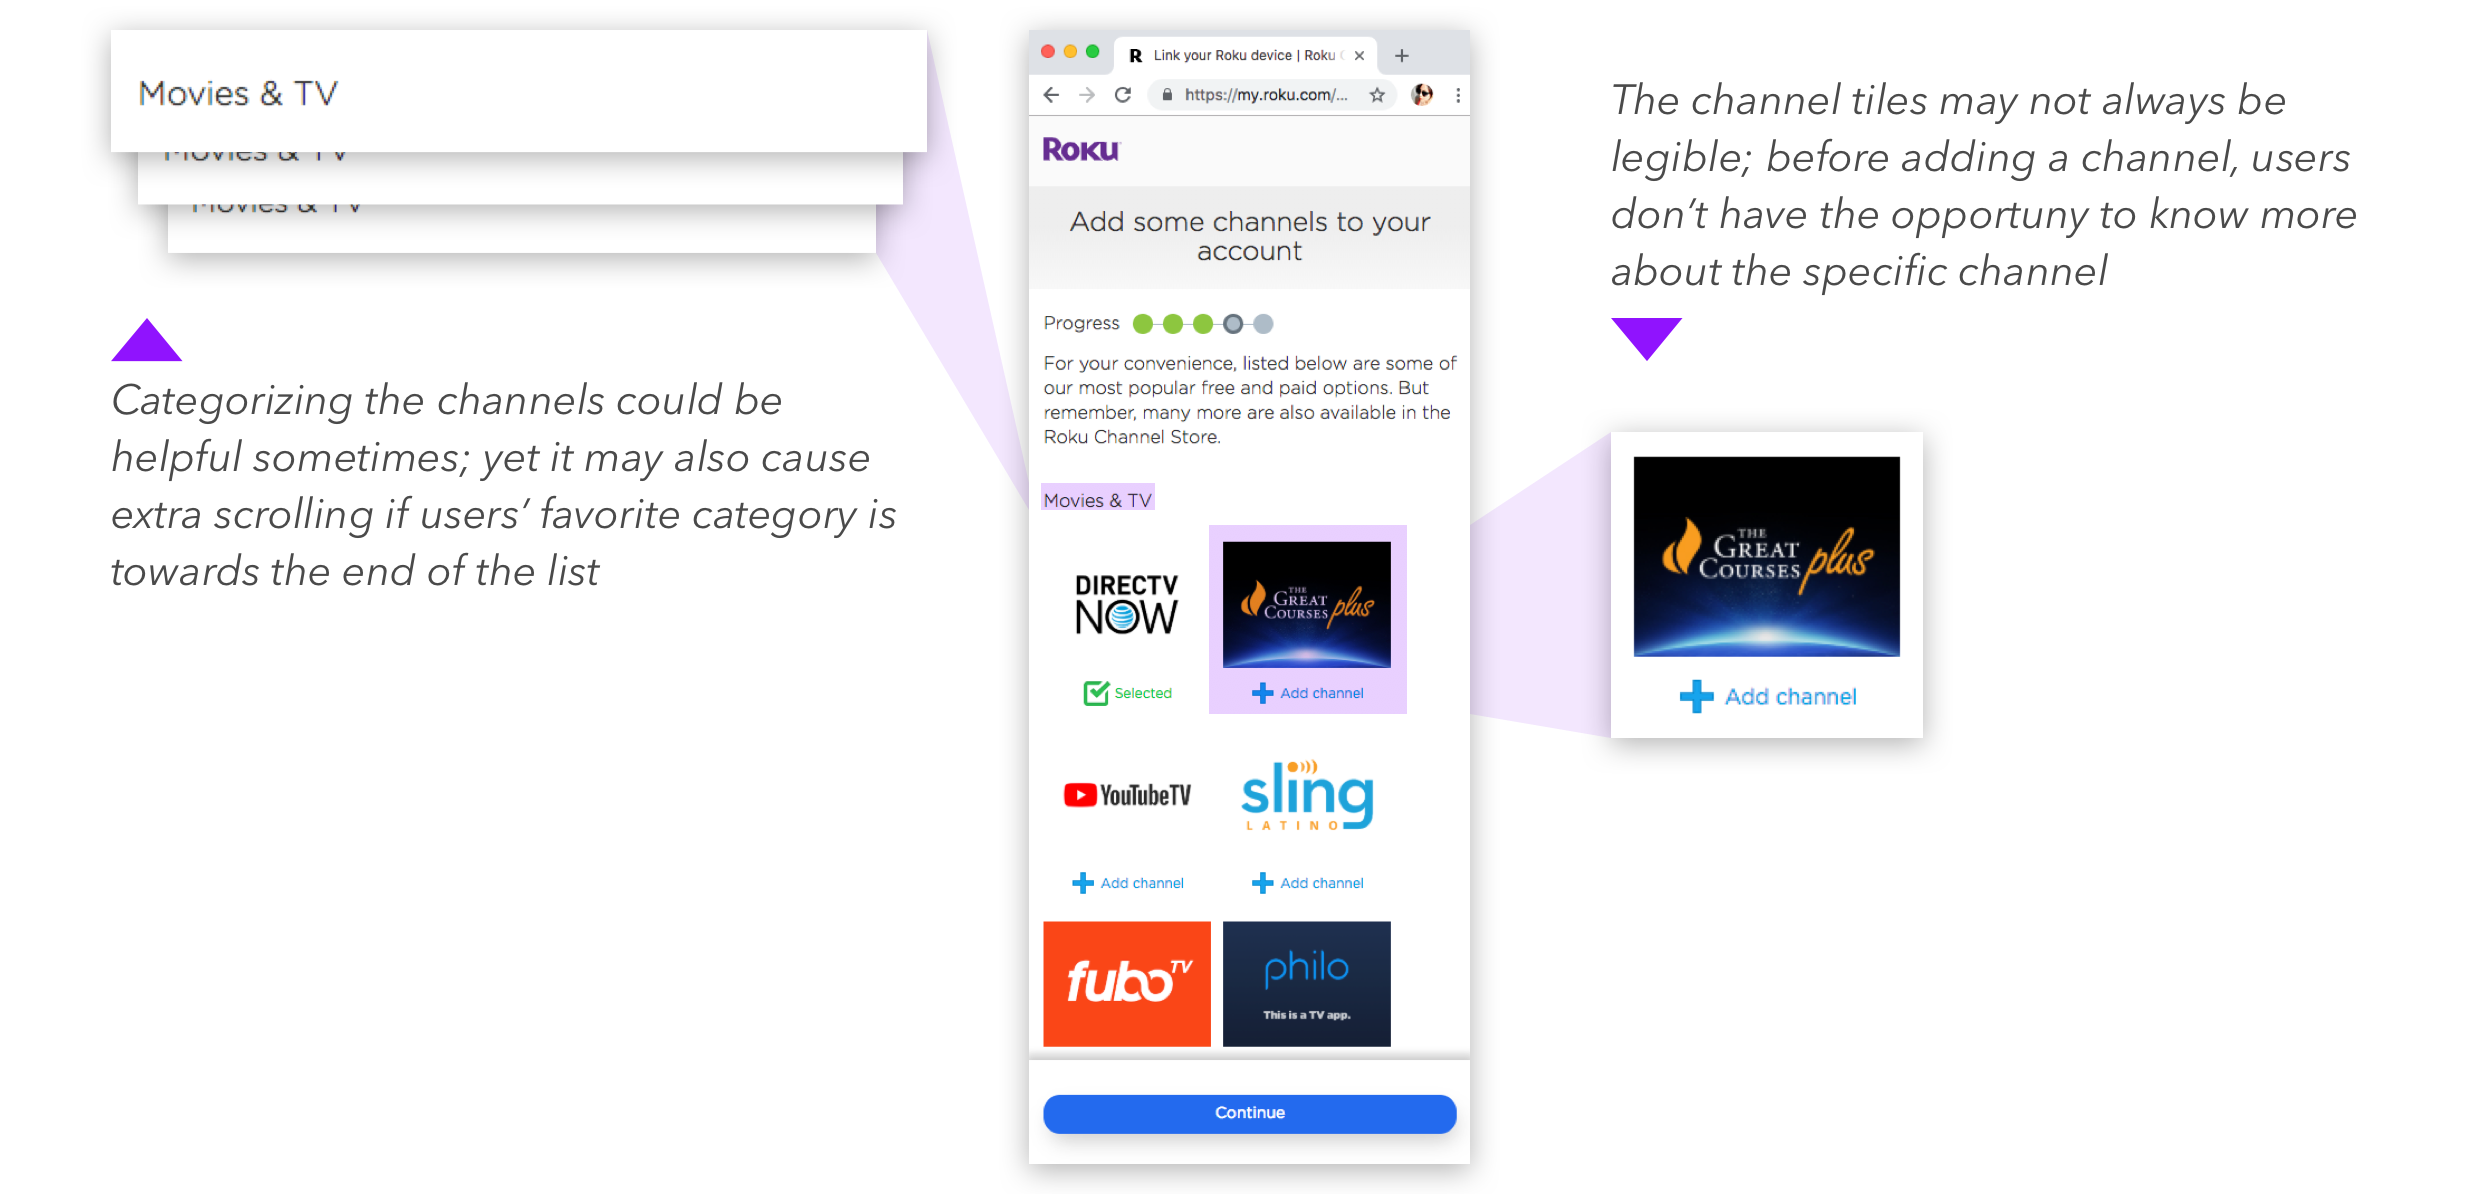 Movies & TV
Movies & TV
Movies & TV
Categorizing the channels could be
helpful sometimes; yet it may also cause
extra scrolling if users’ favorite category is
towards the end of the list
R Link your Roku device | Roku
https://my.roku.com/...
ROKU
Add some channels to your
account
Progress
For your convenience, listed below are some of
our most popular free and paid options. But
remember, many more are also available in the
Roku Channel Store.
Movies & TV
DIRECTV
NOW
Selected
THE
GREAT
COURSES plus
Add channel
YouTubeTV
Add channel
sling
LATINO
Add channel
fuboTV
philo
This is a TV app.
Continue
The channel tiles may not always be
legible; before adding a channel, users
don’t have the opportuny to know more
about the specific channel
THE
GREAT
COURSES plus
Add channel